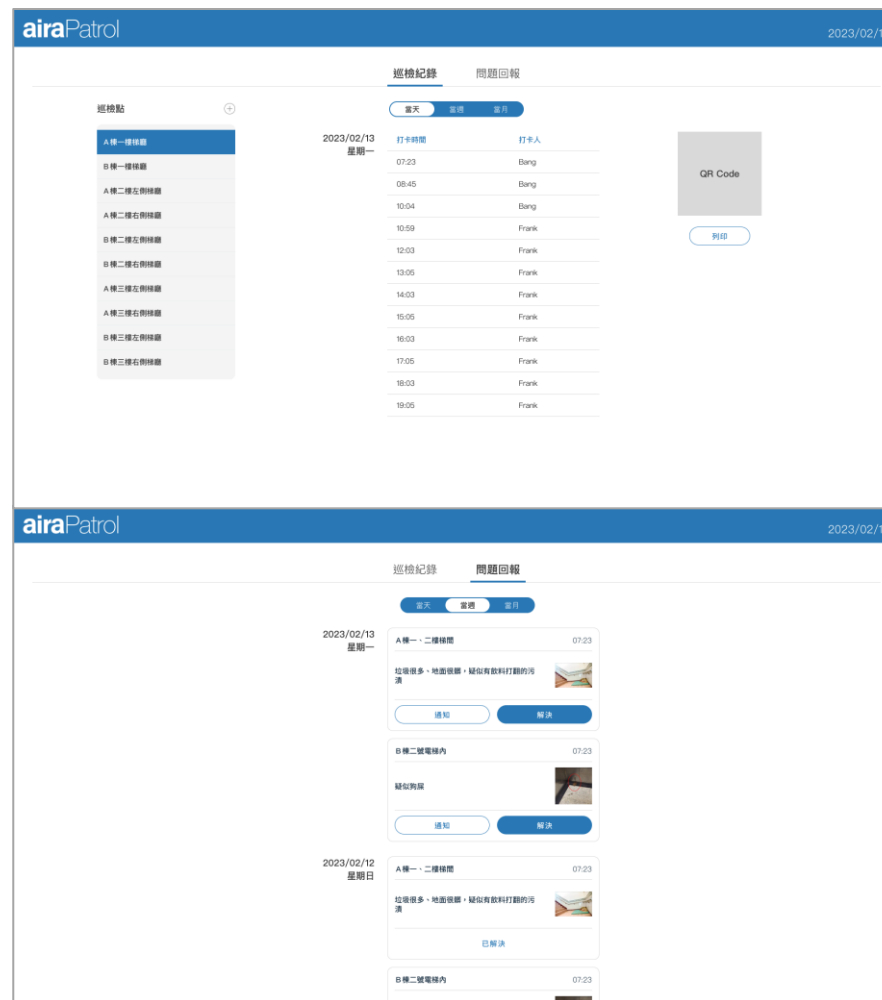 airaPatrol
2023/02/1
巡檢紀錄 問題回報
巡檢點
當天 當週 當月
A棟一樓梯廳
B棟一樓梯廳
A棟二樓左側梯廳
A棟二樓右側梯廳
B棟二樓左側梯廳
B棟二樓右側梯廳
A棟三樓左側梯廳
A棟三樓右側梯廳
B棟三樓左側梯廳
B棟三樓右側梯廳
2023/02/13
星期一
打卡時間 打卡人
07:23 Bang
08:45 Bang
10:04 Bang
10:59 Frank
12:03 Frank
13:05 Frank
14:03 Frank
15:05 Frank
16:03 Frank
17:05 Frank
18:03 Frank
19:05 Frank
QR Code
列印
airaPatrol
2023/02/1
巡檢紀錄 問題回報
當天 當週 當月
2023/02/13
星期一
A棟一、二樓梯間 07:23
垃圾很多、地面很髒，疑似有飲料打翻的污
漬
通知 解決
B棟二號電梯內 07:23
疑似狗屎
通知 解決
2023/02/12
星期日
A棟一、二樓梯間 07:23
垃圾很多、地面很髒，疑似有飲料打翻的污
漬
已解決
B棟二號電梯內 07:23